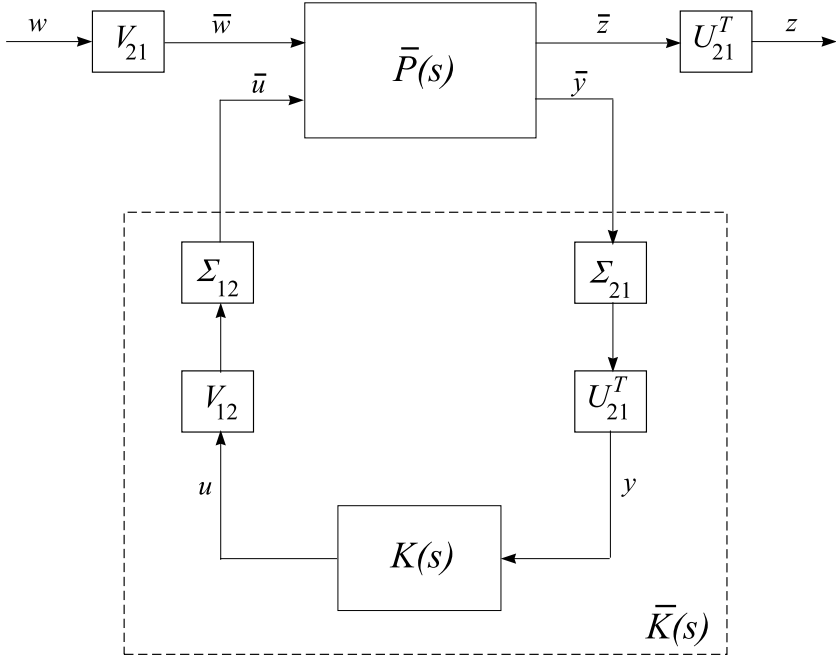 w
V₂₁
w̅
P̅(s)
z̅
U₂₁ᵀ
z
u̅
y̅
Σ₁₂
Σ₂₁
V₁₂
U₂₁ᵀ
u
y
K(s)
K̅(s)